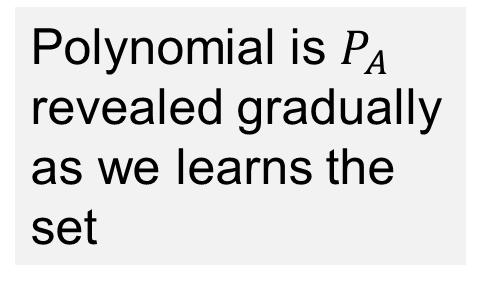 Polynomial is P_A
revealed gradually
as we learns the
set